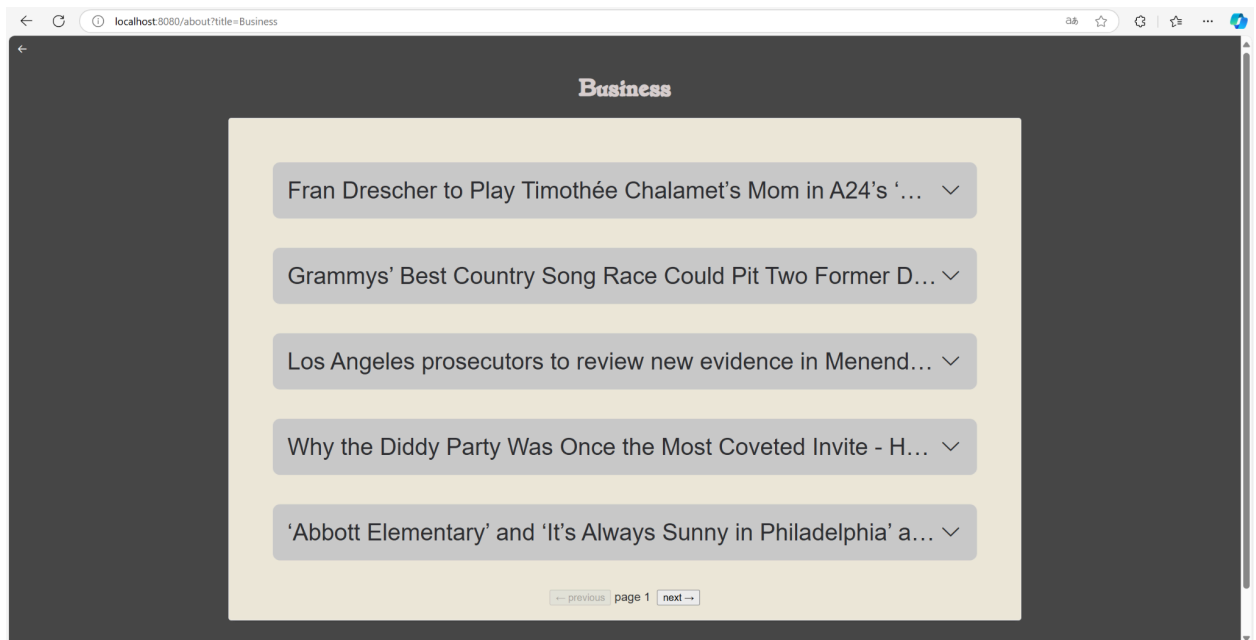 localhost:8080/about?title=Business
aあ
←
Business
Fran Drescher to Play Timothée Chalamet’s Mom in A24’s ‘…
Grammys’ Best Country Song Race Could Pit Two Former D…
Los Angeles prosecutors to review new evidence in Menend…
Why the Diddy Party Was Once the Most Coveted Invite - H…
‘Abbott Elementary’ and ‘It’s Always Sunny in Philadelphia’ a…
← previous page 1 next →